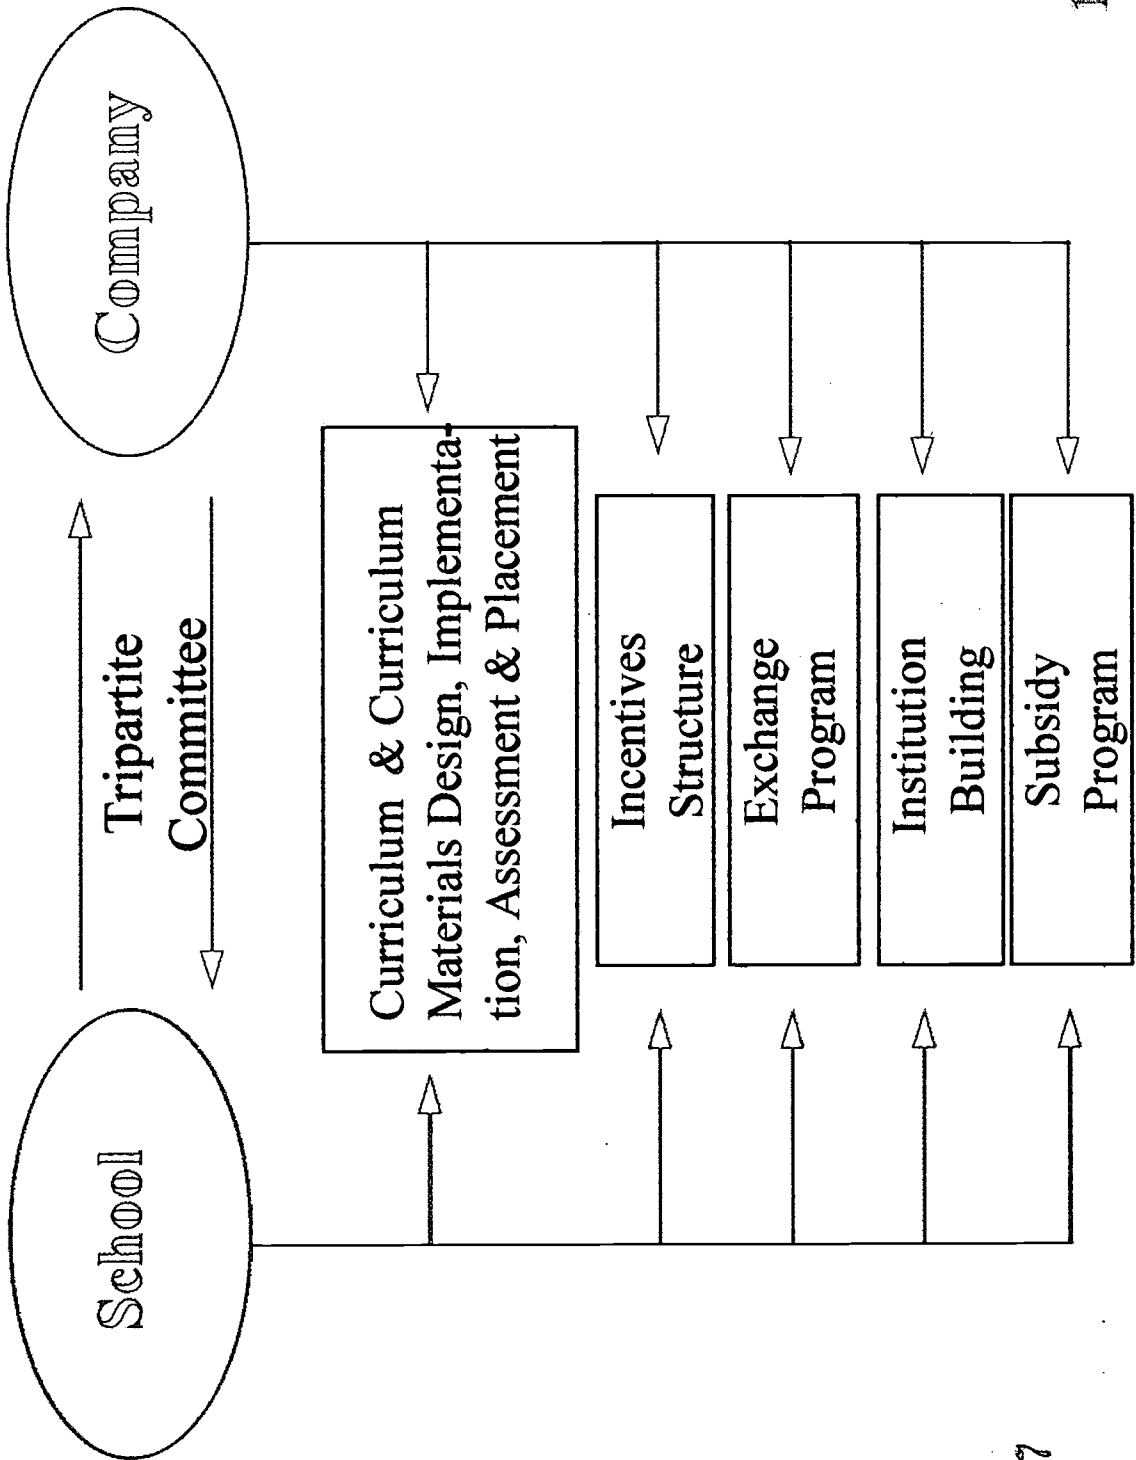 School
Company
Tripartite
Committee
Curriculum & Curriculum
Materials Design, Implementa-
tion, Assessment & Placement
Incentives
Structure
Exchange
Program
Institution
Building
Subsidy
Program
7